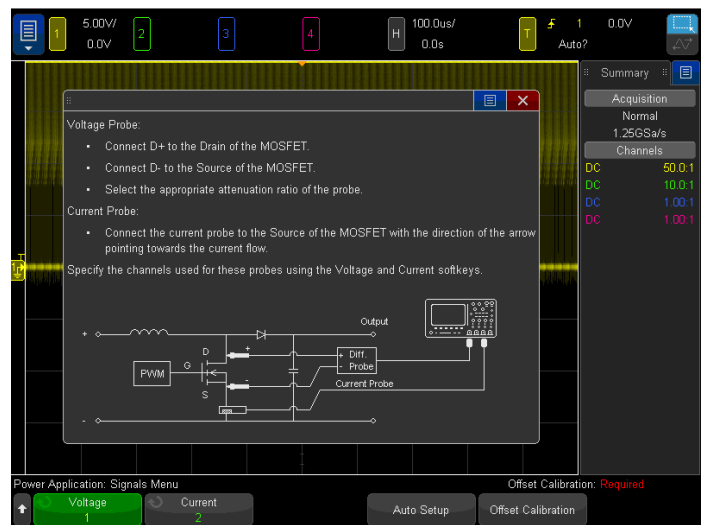 1 5.00V/ 0.0V 2 3 4 H 100.0us/ 0.0s T 1 0.0V Auto?
Summary
Acquisition
Normal
1.25GSa/s
Channels
DC 50.0:1
DC 10.0:1
DC 1.00:1
DC 1.00:1
Voltage Probe:
• Connect D+ to the Drain of the MOSFET.
• Connect D- to the Source of the MOSFET.
• Select the appropriate attenuation ratio of the probe.
Current Probe:
• Connect the current probe to the Source of the MOSFET with the direction of the arrow
pointing towards the current flow.
Specify the channels used for these probes using the Voltage and Current softkeys.
T
1
+
Output
D
+
+ Diff.
- Probe
PWM
G
-
S
Current Probe
-
Power Application: Signals Menu
Offset Calibration: Required
Voltage
1
Current
2
Auto Setup
Offset Calibration